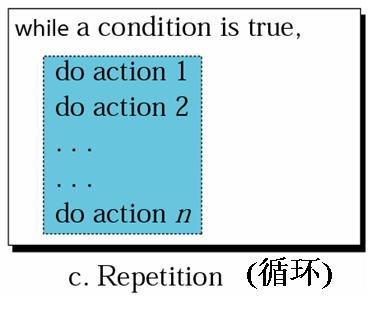 while a condition is true,
do action 1
do action 2
. . .
. . .
do action n
c. Repetition (循环)